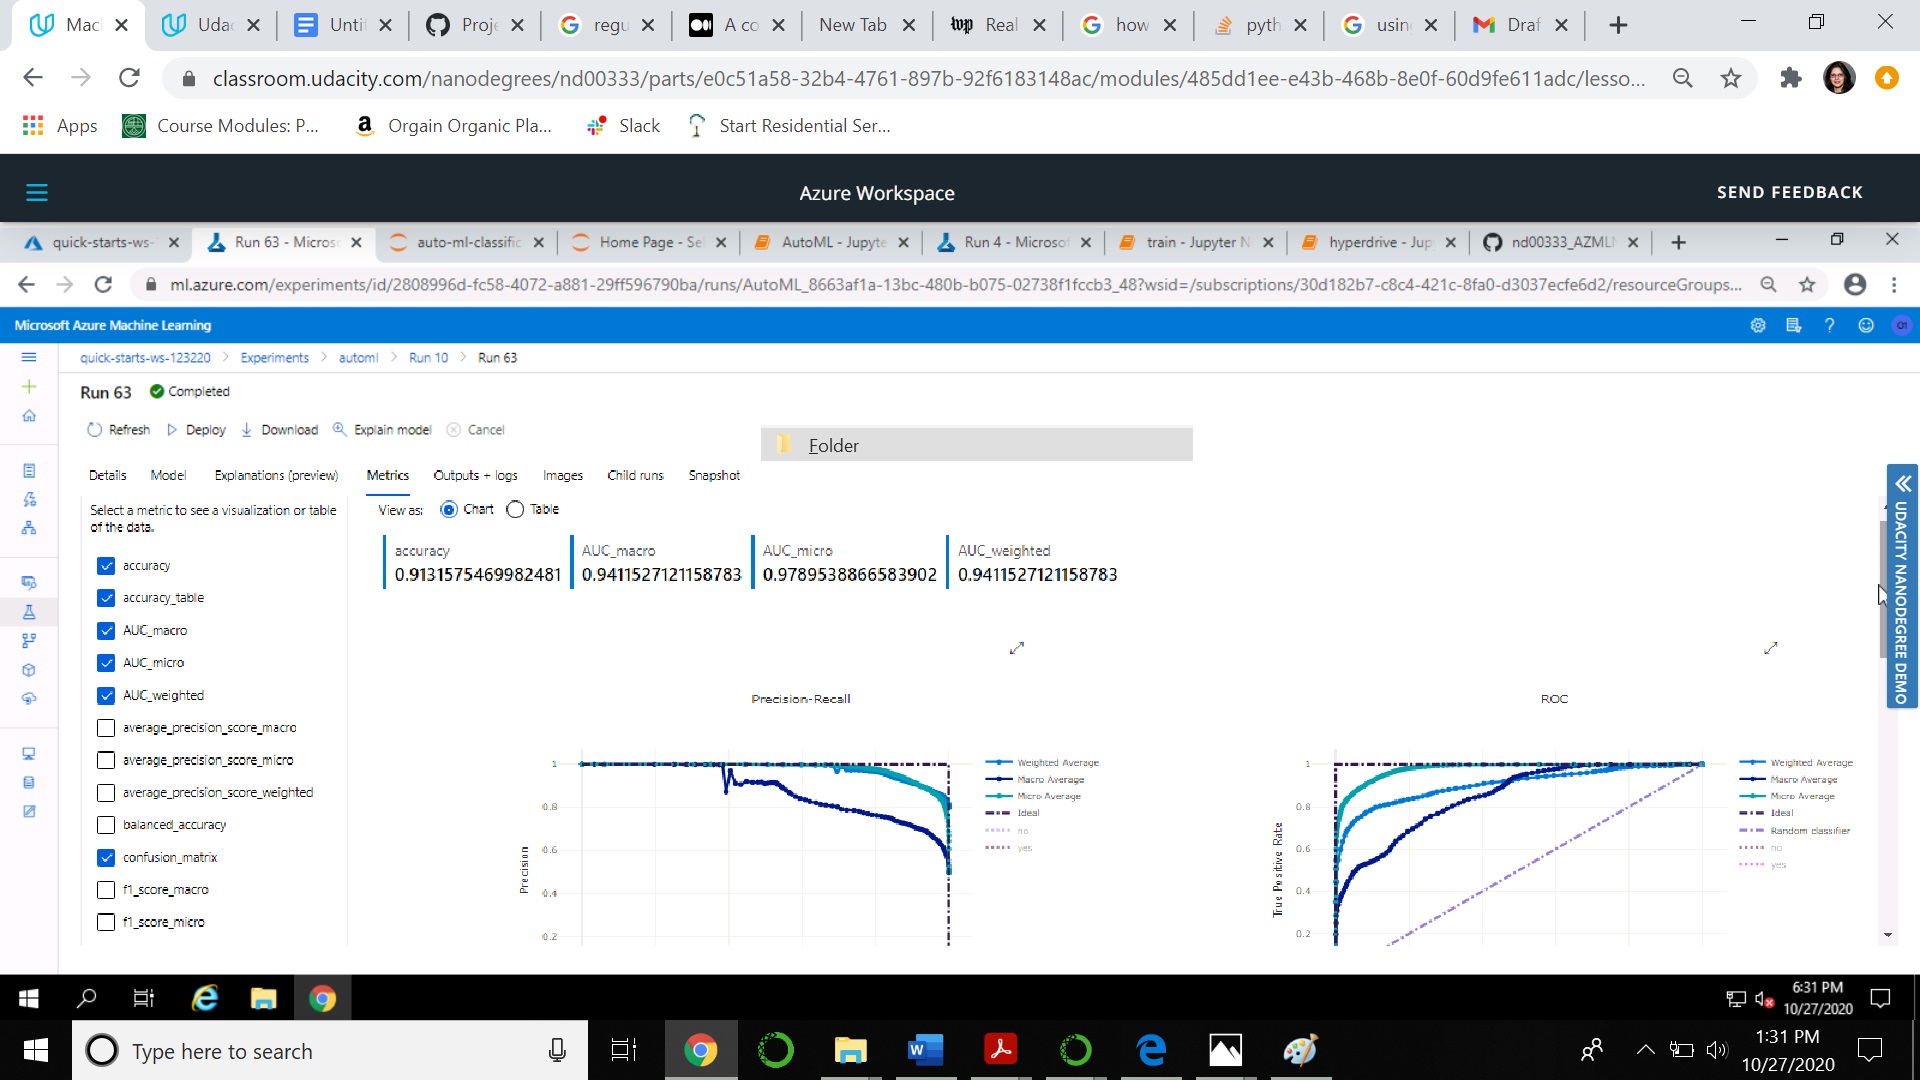 Mac
Udac
Untit
Proje
regu
A co
New Tab
wp Real
how
pyth
using
Draf
classroom.udacity.com/nanodegrees/nd00333/parts/e0c51a58-32b4-4761-897b-92f6183148ac/modules/485dd1ee-e43b-468b-8e0f-60d9fe611adc/lesso...
Apps
Course Modules: P...
Orgain Organic Pla...
Slack
Start Residential Ser...
Azure Workspace
SEND FEEDBACK
quick-starts-ws-
Run 63 - Microso
auto-ml-classific
Home Page - Sel
AutoML - Jupyte
Run 4 - Microsof
train - Jupyter N
hyperdrive - Jup
nd00333_AZML
ml.azure.com/experiments/id/2808996d-fc58-4072-a881-29ff596790ba/runs/AutoML_8663af1a-13bc-480b-b075-02738f1fccb3_48?wsid=/subscriptions/30d182b7-c8c4-421c-8fa0-d3037ecfe6d2/resourceGroups...
Microsoft Azure Machine Learning
quick-starts-ws-123220 > Experiments > automl > Run 10 > Run 63
Run 63 Completed
Refresh Deploy Download Explain model Cancel
Folder
Details Model Explanations (preview) Metrics Outputs + logs Images Child runs Snapshot
Select a metric to see a visualization or table
of the data.
View as: Chart Table
accuracy
accuracy_table
AUC_macro
AUC_micro
AUC_weighted
average_precision_score_macro
average_precision_score_micro
average_precision_score_weighted
balanced_accuracy
confusion_matrix
f1_score_macro
f1_score_micro
accuracy
0.9131575469982481
AUC_macro
0.9411527121158783
AUC_micro
0.9789538866583902
AUC_weighted
0.9411527121158783
Precision-Recall
1
0.8
0.6
0.4
0.2
Precision
Weighted Average
Macro Average
Micro Average
Ideal
no
yes
ROC
1
0.8
0.6
0.4
0.2
True Positive Rate
Weighted Average
Macro Average
Micro Average
Ideal
Random classifier
no
yes
UDACITY NANODEGREE DEMO
6:31 PM
10/27/2020
Type here to search
1:31 PM
10/27/2020